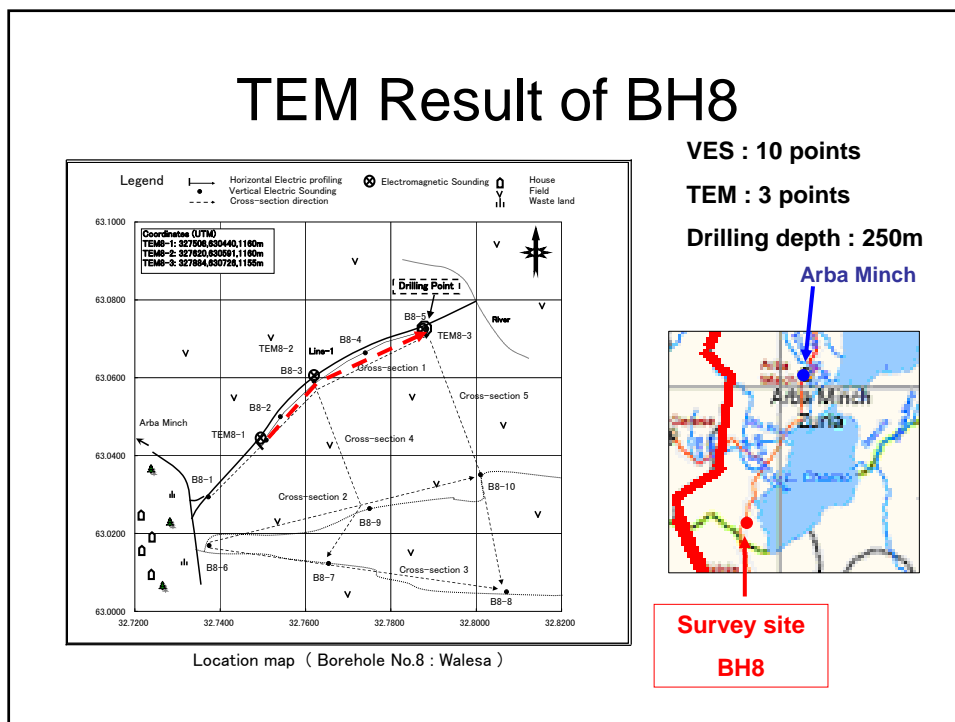 TEM Result of BH8
VES : 10 points
TEM : 3 points
Drilling depth : 250m
Legend
Horizontal Electric profiling
Vertical Electric Sounding
Cross-section direction
Electromagnetic Sounding
House
Field
Waste land
63.1000
63.0800
63.0600
63.0400
63.0200
63.0000
32.7200
32.7400
32.7600
32.7800
32.8000
32.8200
Coordinates (UTM)
TEM8-1: 327506,630440,1160m
TEM8-2: 327620,630591,1160m
TEM8-3: 327884,630726,1155m
Drilling Point
River
B8-5
TEM8-3
B8-4
Line-1
TEM8-2
B8-3
Cross-section 1
Cross-section 5
B8-2
TEM8-1
Arba Minch
Cross-section 4
B8-1
B8-10
Cross-section 2
B8-9
B8-6
B8-7
Cross-section 3
B8-8
Location map ( Borehole No.8 : Walesa )
Arba Minch
Arba
Minch
Arba Minch
Zuria
Survey site
BH8